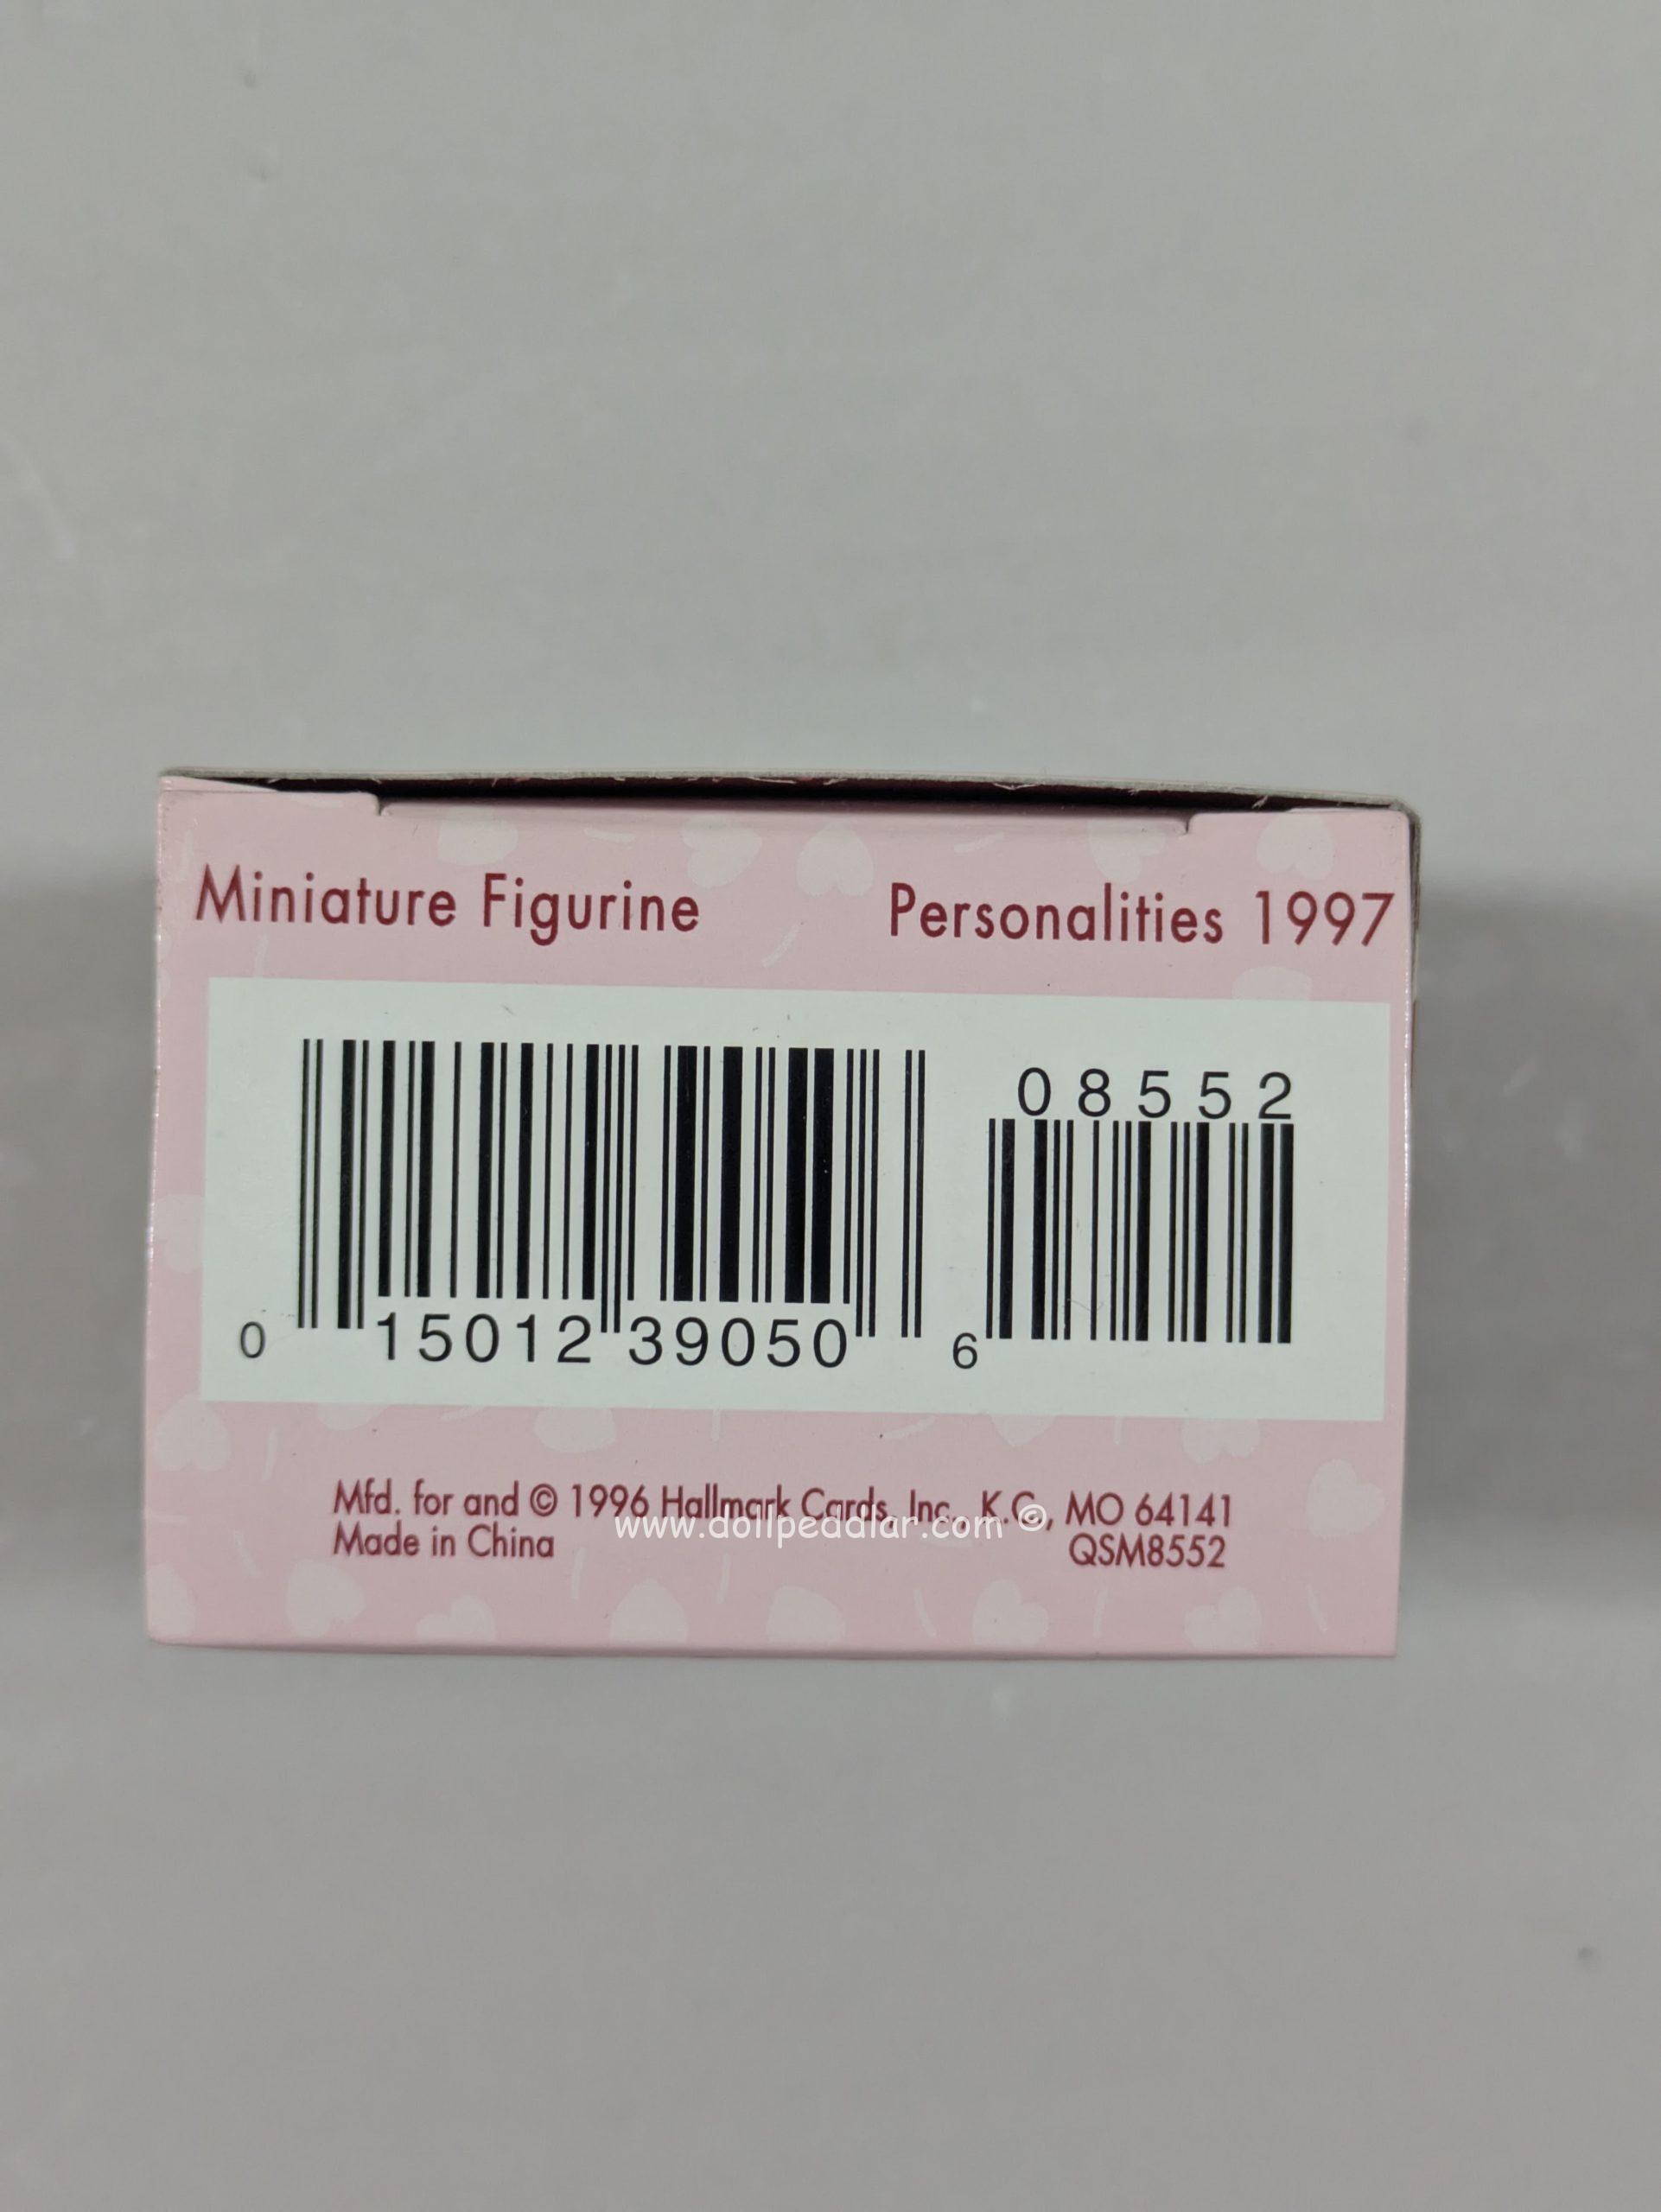 Miniature Figurine Personalities 1997
08552
0 15012 39050 6
Mfd. for and © 1996 Hallmark Cards, Inc., K.C., MO 64141
www.dollpeddlar.com ©
Made in China QSM8552